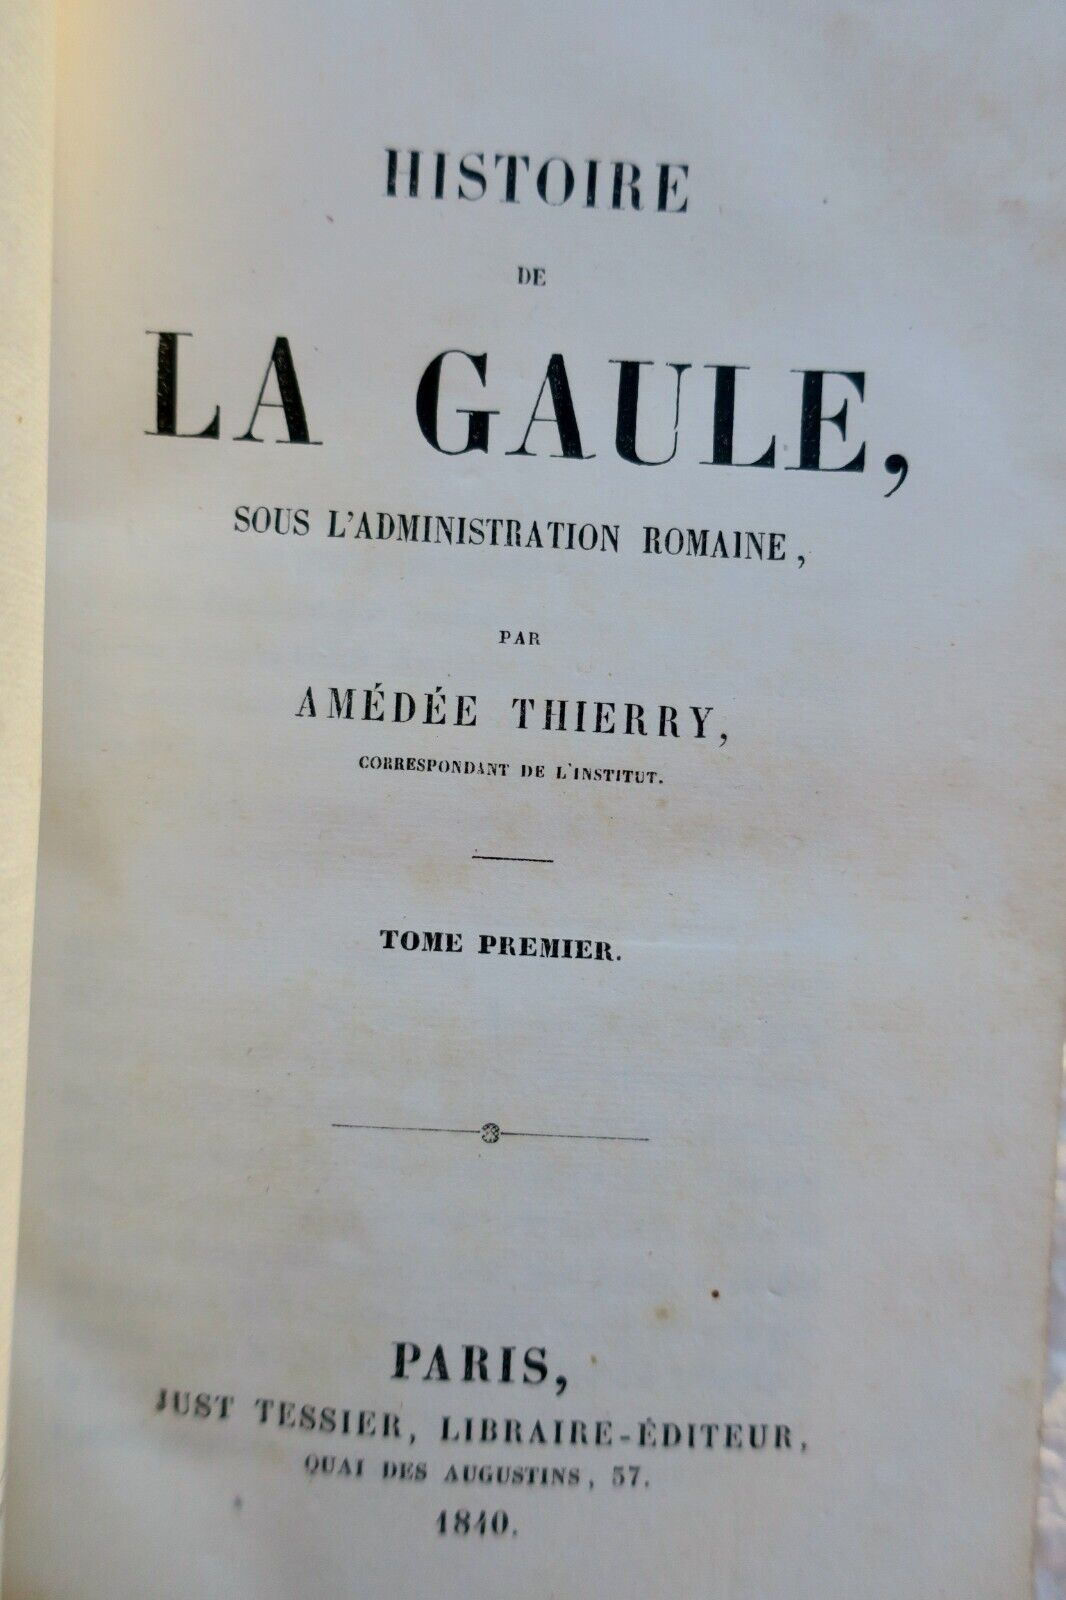 HISTOIRE
DE
LA GAULE,
SOUS L'ADMINISTRATION ROMAINE,
PAR
AMÉDÉE THIERRY,
CORRESPONDANT DE L'INSTITUT.
TOME PREMIER.
PARIS,
JUST TESSIER, LIBRAIRE-ÉDITEUR,
QUAI DES AUGUSTINS, 37.
1840.